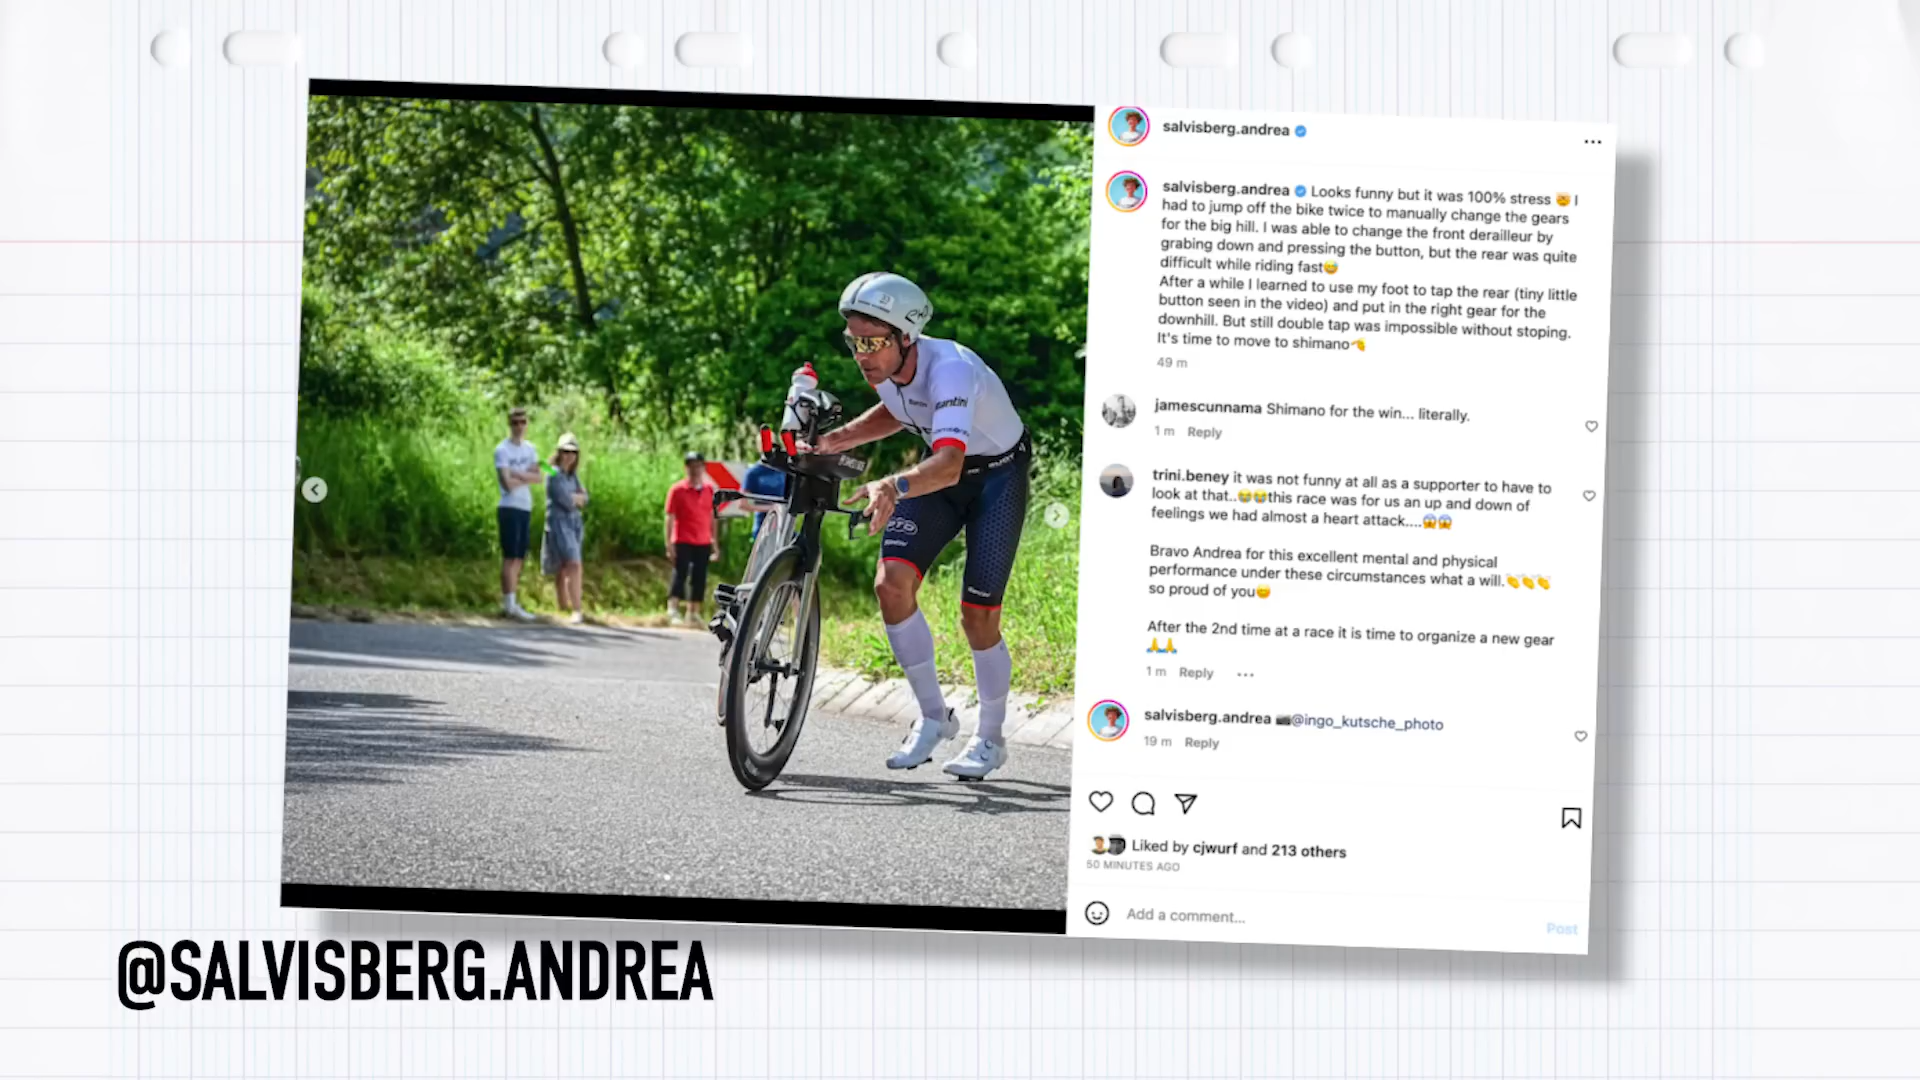 salvisberg.andrea
salvisberg.andrea Looks funny but it was 100% stress 🤯 I
had to jump off the bike twice to manually change the gears
for the big hill. I was able to change the front derailleur by
grabing down and pressing the button, but the rear was quite
difficult while riding fast😅
After a while I learned to use my foot to tap the rear (tiny little
button seen in the video) and put in the right gear for the
downhill. But still double tap was impossible without stoping.
It's time to move to shimano🤏
49 m
jamescunnama Shimano for the win... literally.
1 m Reply
trini.beney it was not funny at all as a supporter to have to
look at that..😭😭this race was for us an up and down of
feelings we had almost a heart attack....😱😱
Bravo Andrea for this excellent mental and physical
performance under these circumstances what a will.👏👏👏
so proud of you😊
After the 2nd time at a race it is time to organize a new gear
🙏🙏
1 m Reply
salvisberg.andrea 📷@ingo_kutsche_photo
19 m Reply
Liked by cjwurf and 213 others
50 MINUTES AGO
Add a comment...
Post
santini
@SALVISBERG.ANDREA